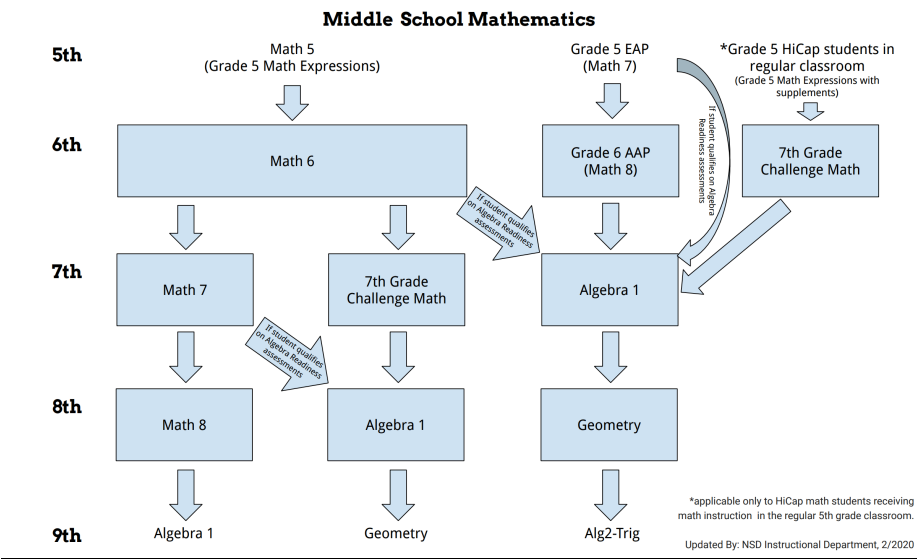 Middle School Mathematics
5th
Math 5
(Grade 5 Math Expressions)
Grade 5 EAP
(Math 7)
*Grade 5 HiCap students in
regular classroom
(Grade 5 Math Expressions with
supplements)
If student qualifies on Algebra
Readiness assessments
6th
Math 6
Grade 6 AAP
(Math 8)
7th Grade
Challenge Math
If student qualifies
on Algebra Readiness
assessments
7th
Math 7
7th Grade
Challenge Math
Algebra 1
If student qualifies
on Algebra Readiness
assessments
8th
Math 8
Algebra 1
Geometry
9th
Algebra 1
Geometry
Alg2-Trig
*applicable only to HiCap math students receiving
math instruction in the regular 5th grade classroom.
Updated By: NSD Instructional Department, 2/2020